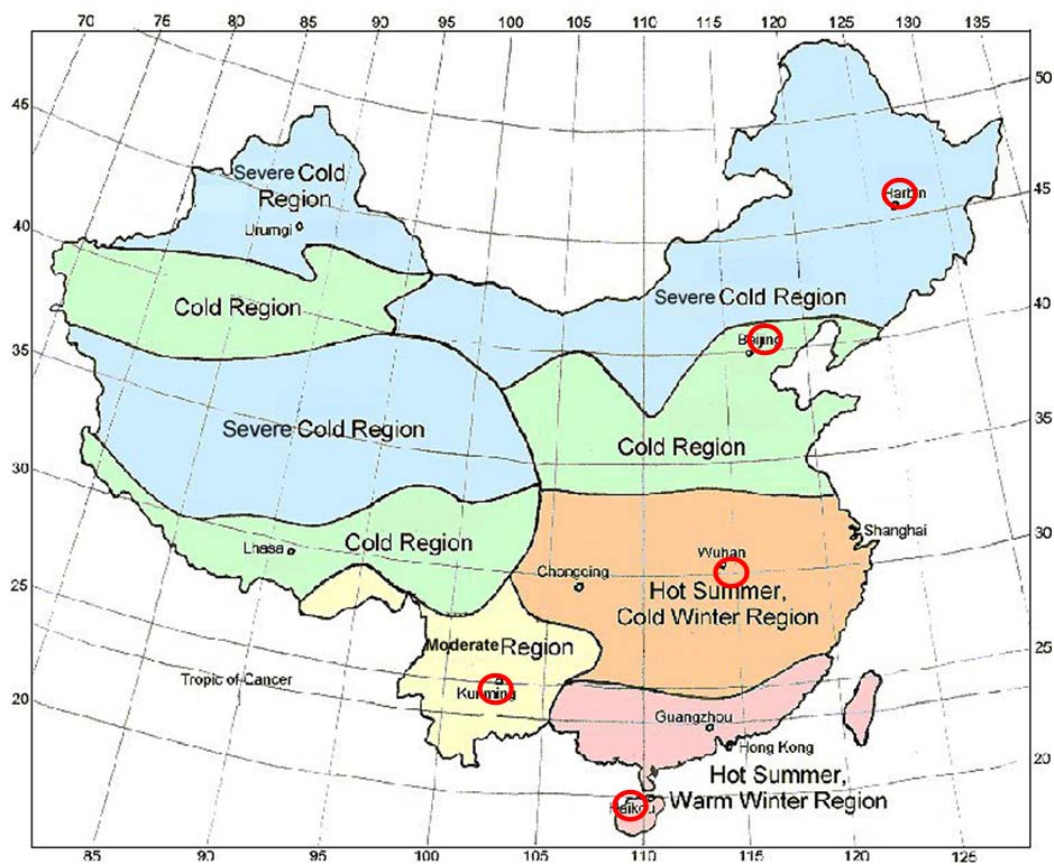 70 75 80 85 90 95 100 105 110 115 120 125 130 135
50
45
45
40
40
35
35
30
30
25
25
20
20
Severe Cold
Region
Urumgi
Harbin
Cold Region
Severe Cold Region
Beijing
Severe Cold Region
Cold Region
Lhasa
Cold Region
Shanghai
Wuhan
Chongcing
Hot Summer,
Cold Winter Region
Moderate Region
Tropic of Cancer
Kunming
Guangzhou
Hong Kong
Hot Summer,
Warm Winter Region
Haikou
85 90 95 100 105 110 115 120 125